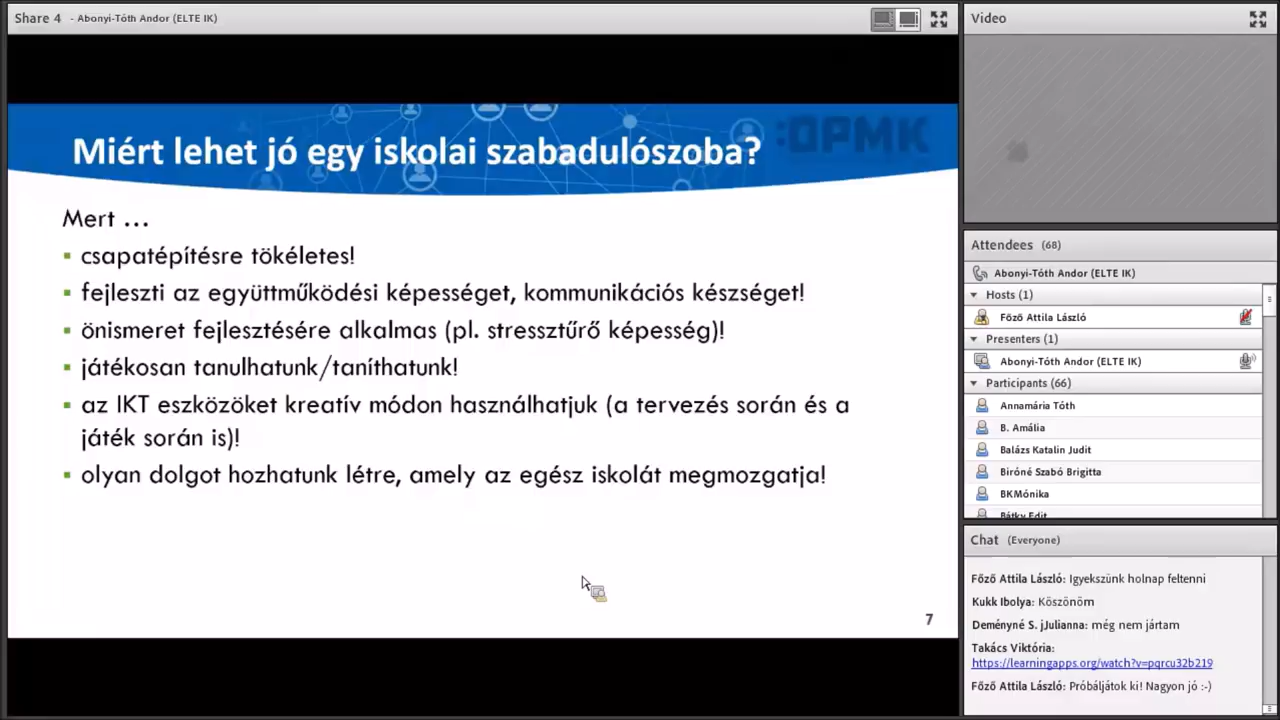 Share 4 - Abonyi-Tóth Andor (ELTE IK)
:OPMK
Miért lehet jó egy iskolai szabadulószoba?
Mert ...
▪ csapatépítésre tökéletes!
▪ fejleszti az együttműködési képességet, kommunikációs készséget!
▪ önismeret fejlesztésére alkalmas (pl. stressztűrő képesség)!
▪ játékosan tanulhatunk/taníthatunk!
▪ az IKT eszközöket kreatív módon használhatjuk (a tervezés során és a
játék során is)!
▪ olyan dolgot hozhatunk létre, amely az egész iskolát megmozgatja!
7
Video
Attendees (68)
Abonyi-Tóth Andor (ELTE IK)
Hosts (1)
Főző Attila László
Presenters (1)
Abonyi-Tóth Andor (ELTE IK)
Participants (66)
Annamária Tóth
B. Amália
Balázs Katalin Judit
Biróné Szabó Brigitta
BKMónika
Bátky Edit
Chat (Everyone)
Főző Attila László: Igyekszünk holnap feltenni
Kukk Ibolya: Köszönöm
Deményné S. jJulianna: még nem jártam
Takács Viktória:
https://learningapps.org/watch?v=pqrcu32b219
Főző Attila László: Próbáljátok ki! Nagyon jó :-)